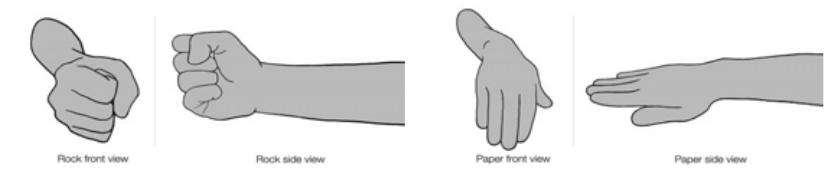 Rock front view
Rock side view
Paper front view
Paper side view